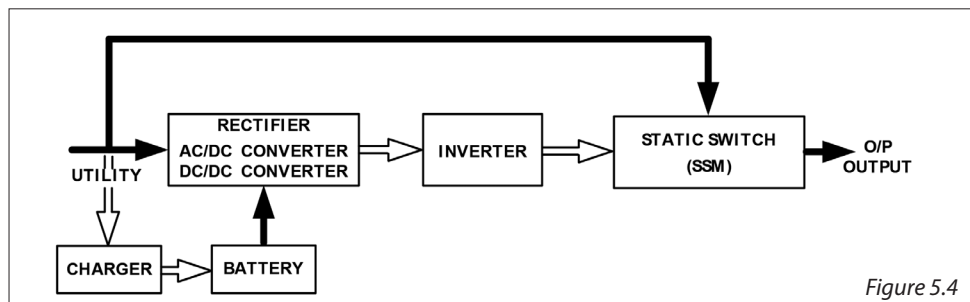 RECTIFIER
AC/DC CONVERTER
DC/DC CONVERTER
INVERTER
STATIC SWITCH
(SSM)
O/P
OUTPUT
UTILITY
CHARGER
BATTERY
Figure 5.4